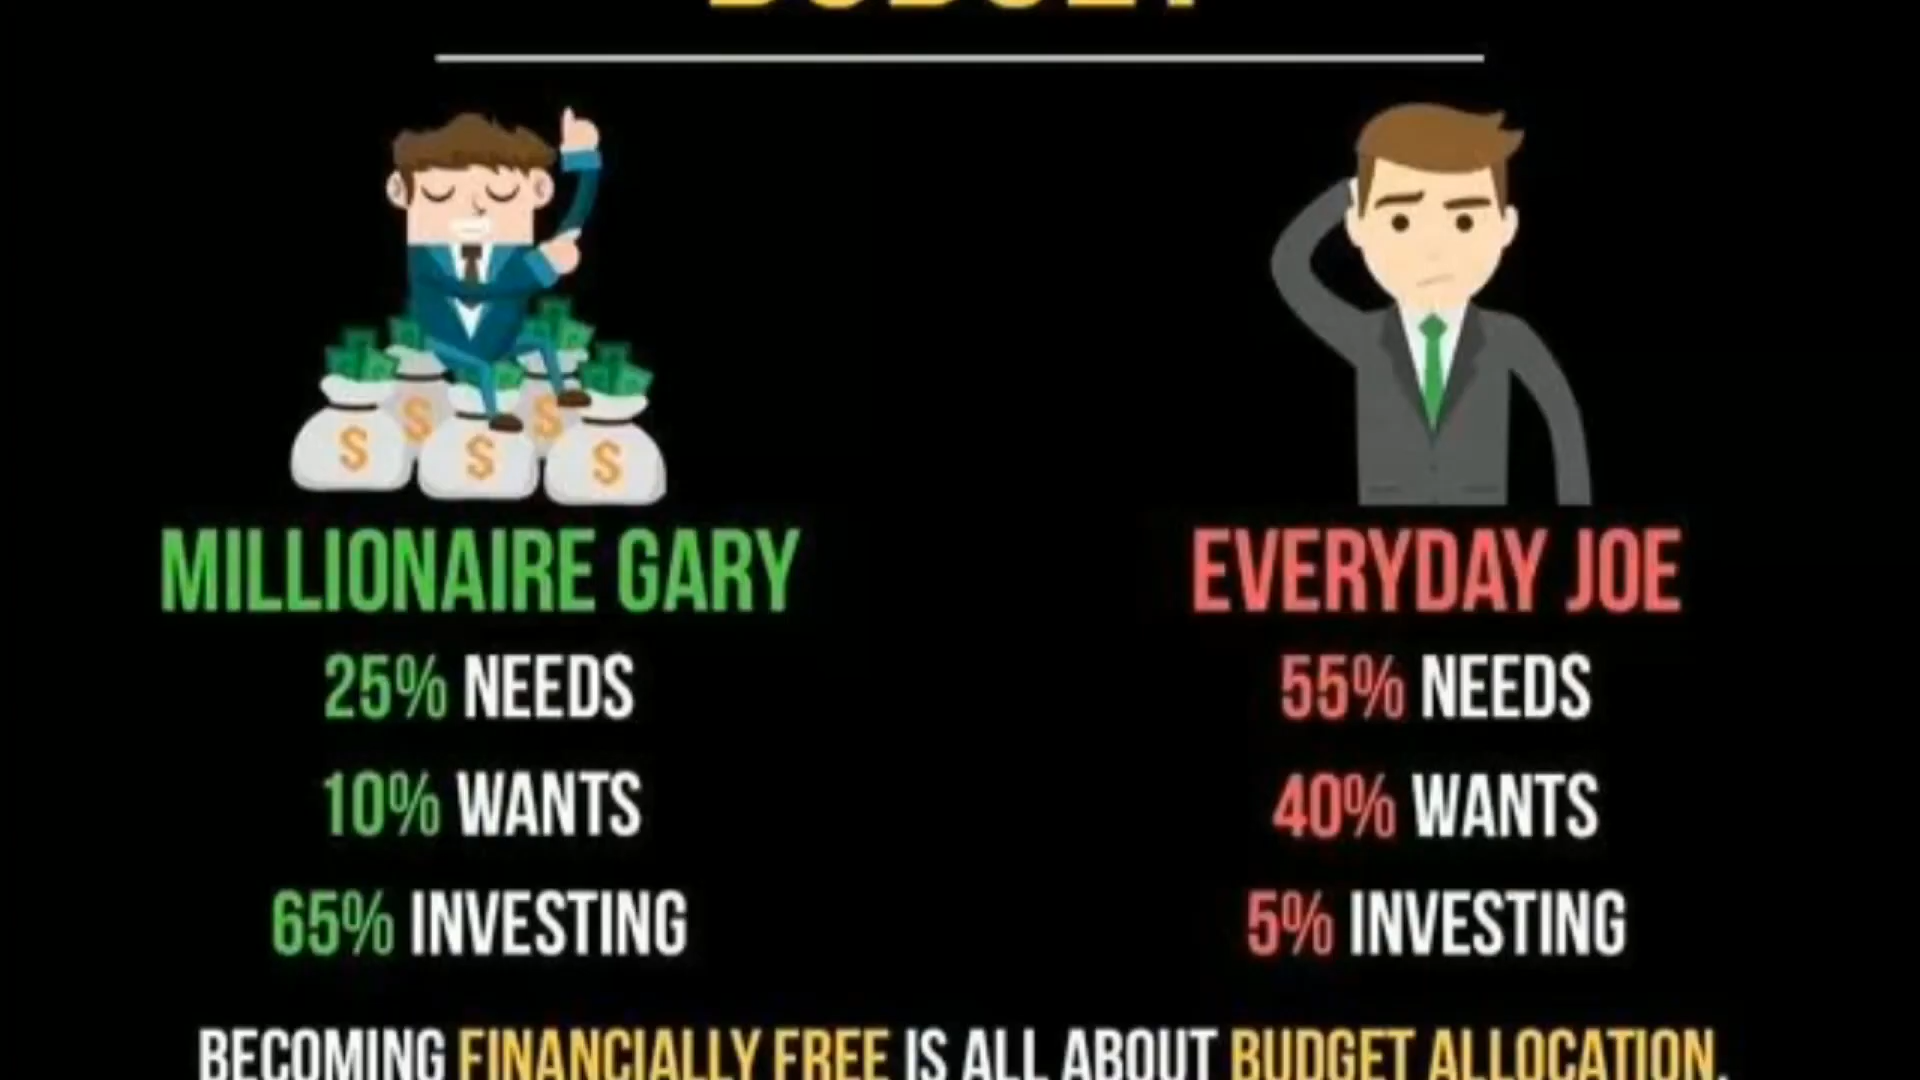 BUDGET
MILLIONAIRE GARY
25% NEEDS
10% WANTS
65% INVESTING
EVERYDAY JOE
55% NEEDS
40% WANTS
5% INVESTING
BECOMING FINANCIALLY FREE IS ALL ABOUT BUDGET ALLOCATION.